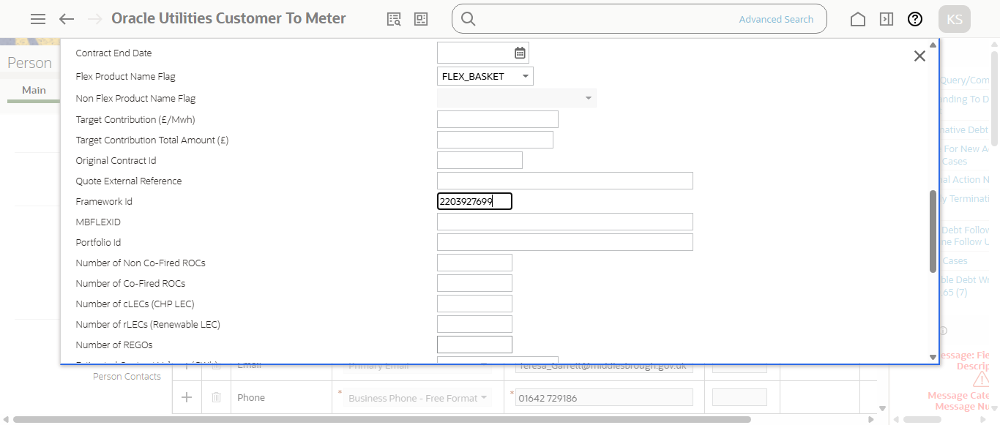 Oracle Utilities Customer To Meter
Advanced Search
KS
Person
Main
Contract End Date
Flex Product Name Flag
FLEX_BASKET
Non Flex Product Name Flag
Target Contribution (£/Mwh)
Target Contribution Total Amount (£)
Original Contract Id
Quote External Reference
Framework Id
2203927699
MBFLEXID
Portfolio Id
Number of Non Co-Fired ROCs
Number of Co-Fired ROCs
Number of cLECs (CHP LEC)
Number of rLECs (Renewable LEC)
Number of REGOs
Query/Com
nding To D
native Debt
For New A
Cases
al Action N
y Terminati
Debt Follow
ne Follow U
Cases
ble Debt Wr
65 (7)
Email
Primary Email
Teresa_Garrett@middlesbrough.gov.uk
Person Contacts
Phone
* Business Phone - Free Format
* 01642 729186
essage: Fie
Descrip
Message Cate
Message Nu